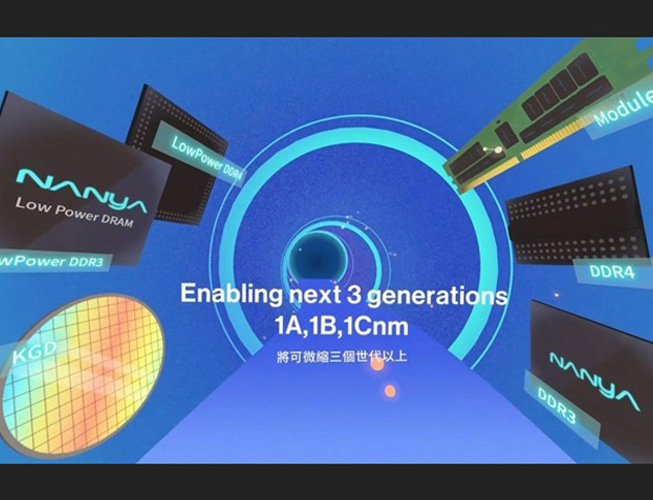 LowPower DDR4
Module
NANYA
Low Power DRAM
wPower DDR3
DDR4
Enabling next 3 generations
1A,1B,1Cnm
將可微縮三個世代以上
KGD
NANYA
DDR3